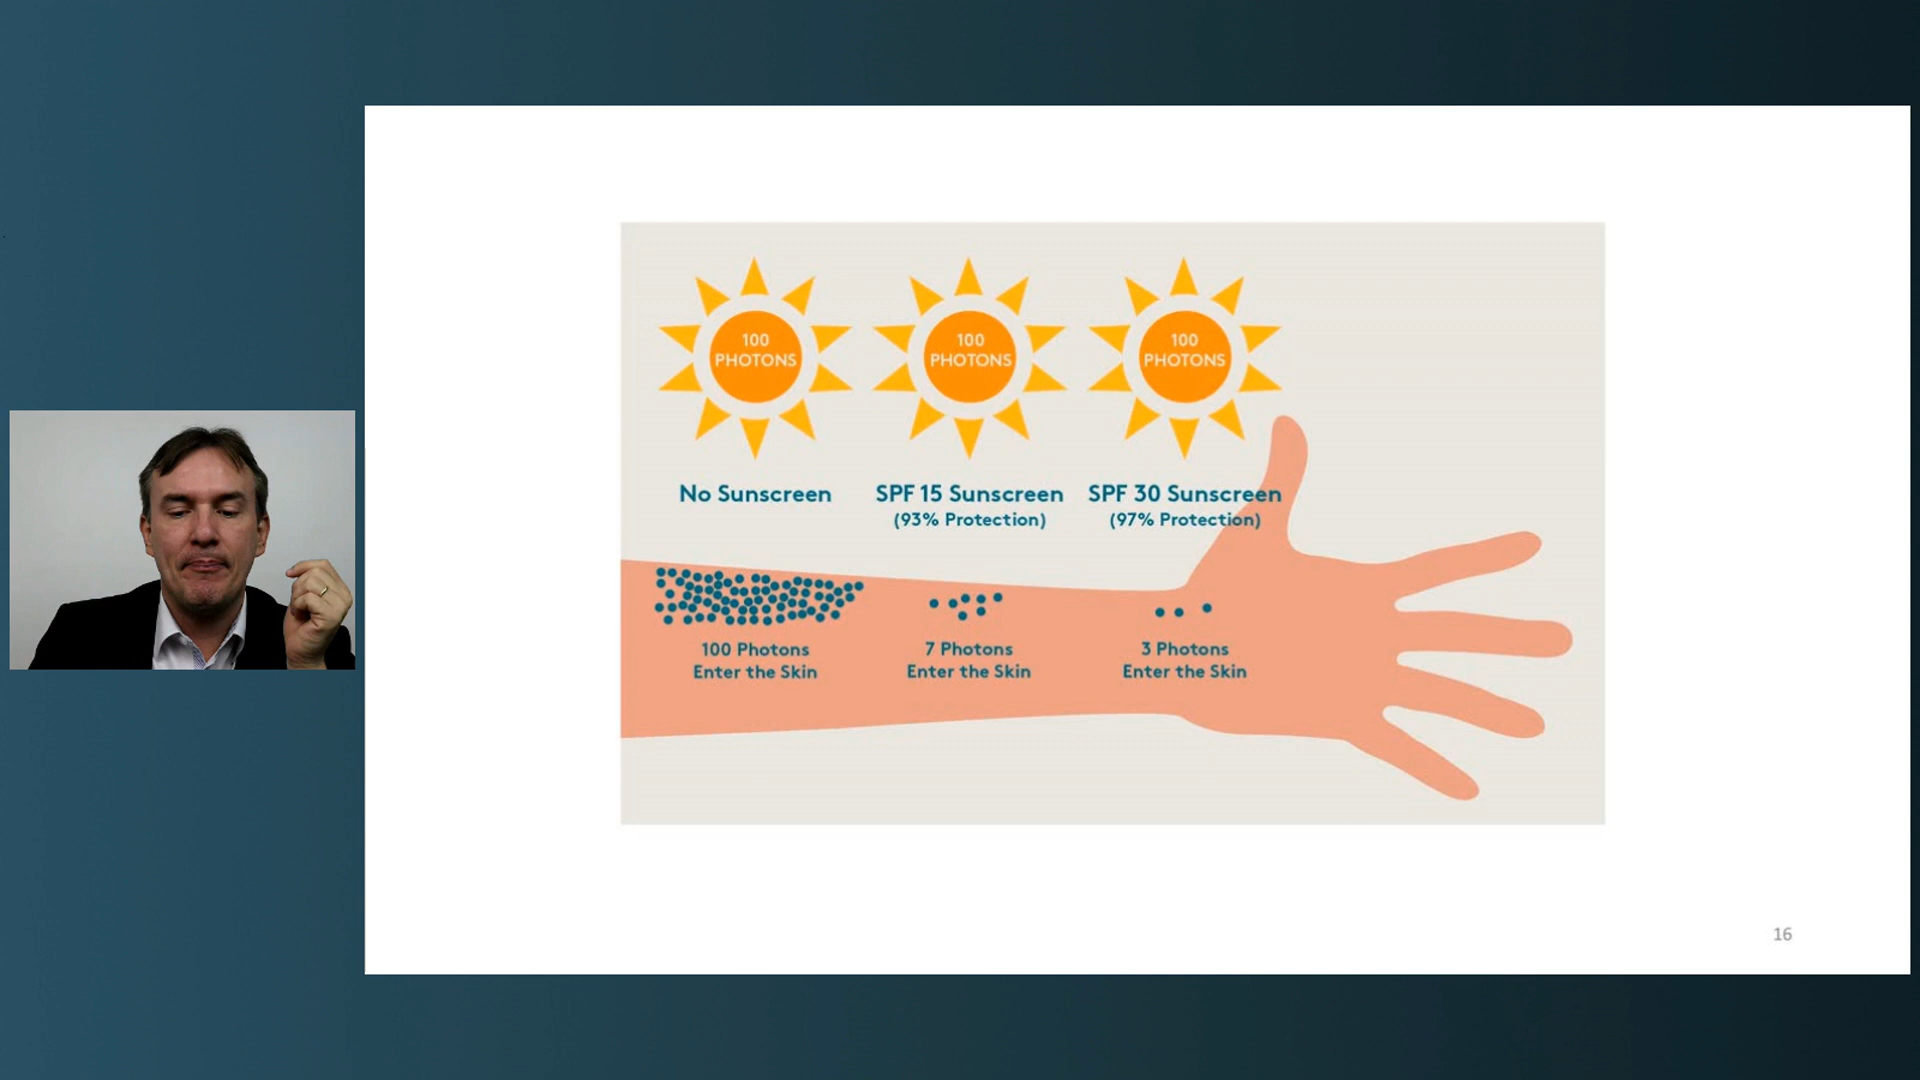 100
PHOTONS
100
PHOTONS
100
PHOTONS
No Sunscreen
SPF 15 Sunscreen
(93% Protection)
SPF 30 Sunscreen
(97% Protection)
100 Photons
Enter the Skin
7 Photons
Enter the Skin
3 Photons
Enter the Skin
16